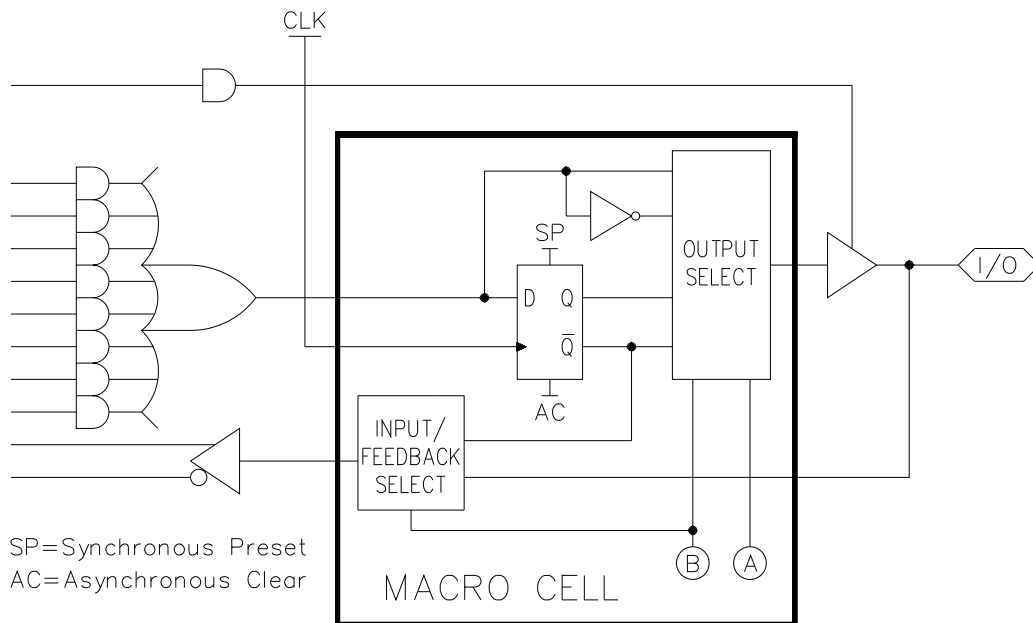 CLK
SP
OUTPUT
SELECT
I/O
D Q
Q̅
AC
INPUT/
FEEDBACK
SELECT
SP=Synchronous Preset
AC=Asynchronous Clear
B A
MACRO CELL